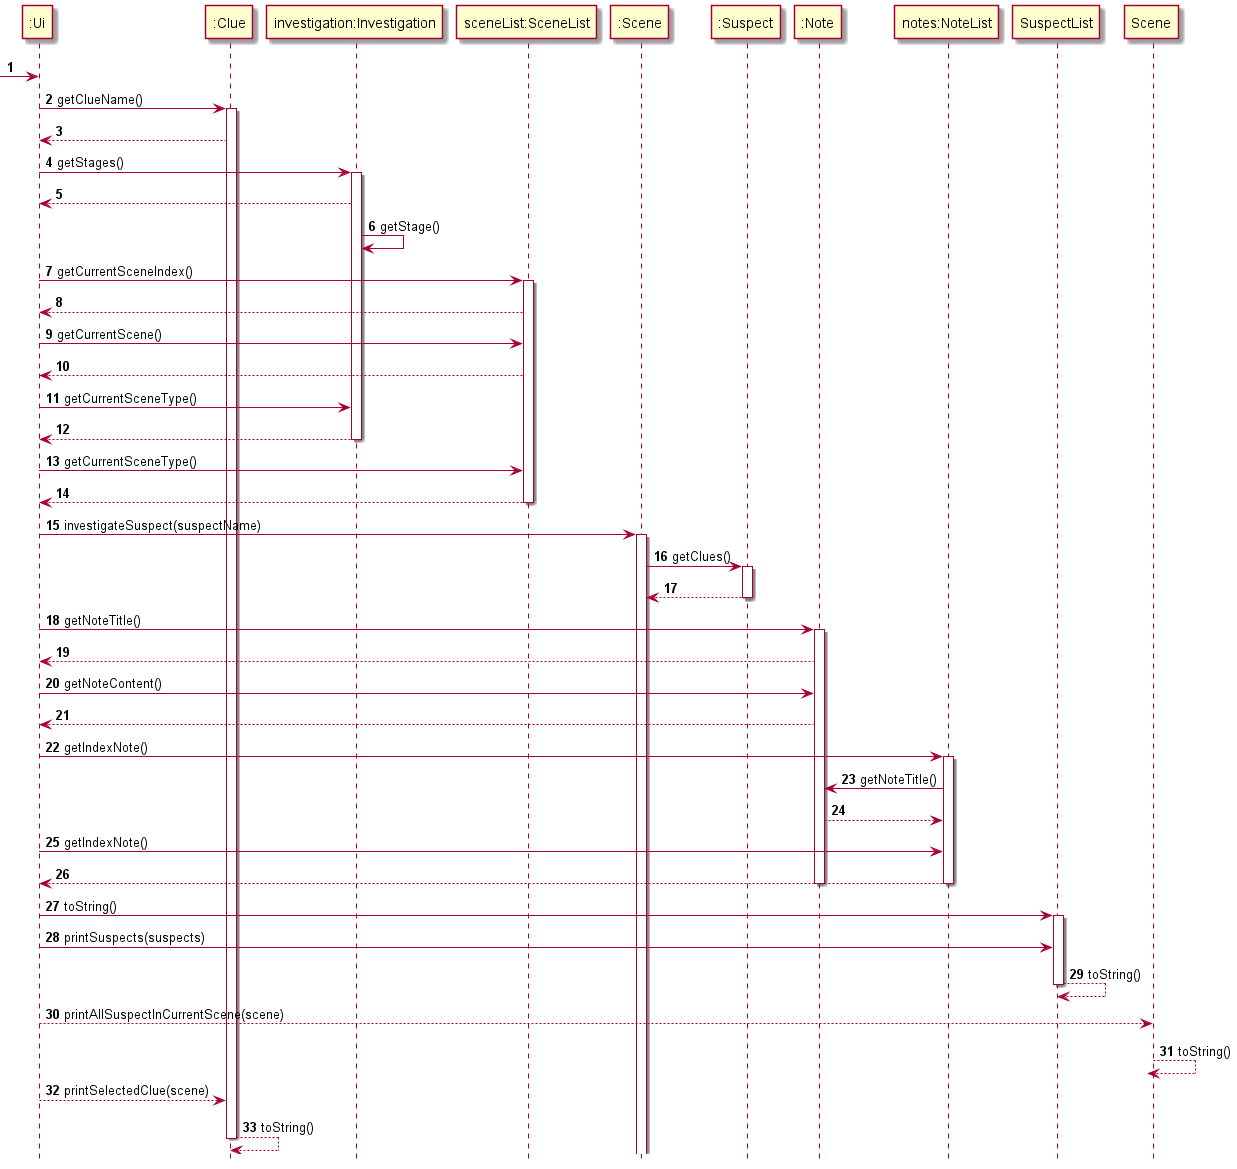 :Ui
:Clue
investigation:Investigation
sceneList:SceneList
:Scene
:Suspect
:Note
notes:NoteList
SuspectList
Scene
1
2 getClueName()
3
4 getStages()
5
6 getStage()
7 getCurrentSceneIndex()
8
9 getCurrentScene()
10
11 getCurrentSceneType()
12
13 getCurrentSceneType()
14
15 investigateSuspect(suspectName)
16 getClues()
17
18 getNoteTitle()
19
20 getNoteContent()
21
22 getIndexNote()
23 getNoteTitle()
24
25 getIndexNote()
26
27 toString()
28 printSuspects(suspects)
29 toString()
30 printAllSuspectInCurrentScene(scene)
31 toString()
32 printSelectedClue(scene)
33 toString()